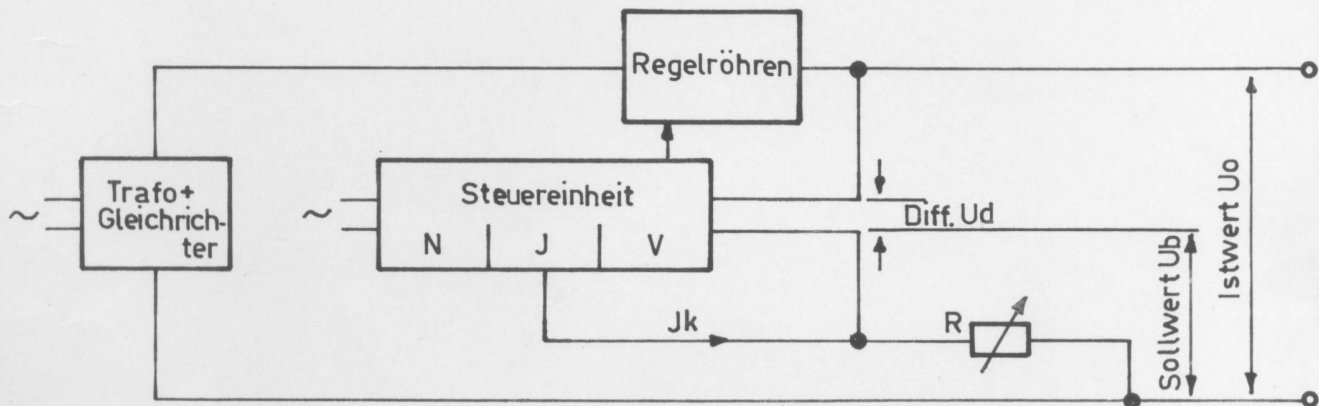 Regelröhren
Trafo+
Gleichrich-
ter
~
~
Steuereinheit
N J V
Diff. Ud
Jk
R
Sollwert Ub
Istwert Uo